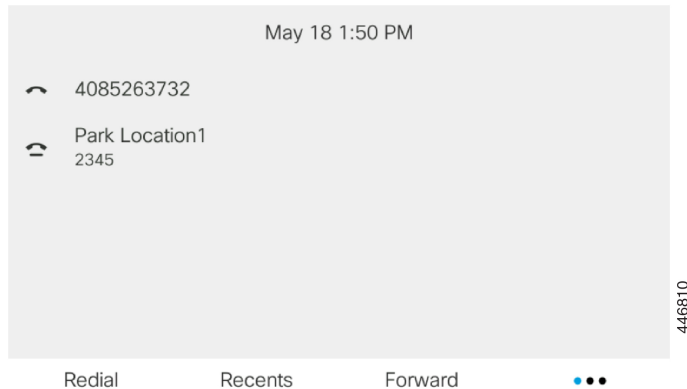 May 18 1:50 PM
4085263732
Park Location1
2345
446810
Redial Recents Forward